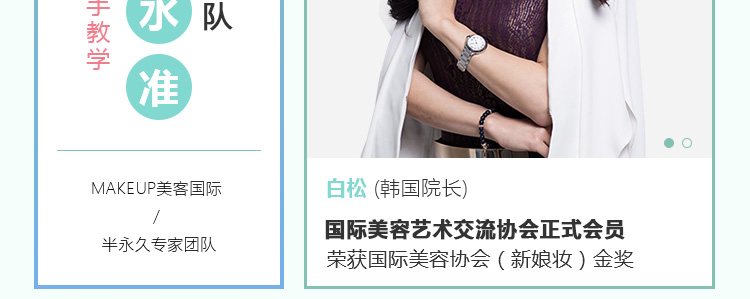 手教学
水准
队
MAKEUP美客国际
/
半永久专家团队
白松 (韩国院长)
国际美容艺术交流协会正式会员
荣获国际美容协会（新娘妆）金奖